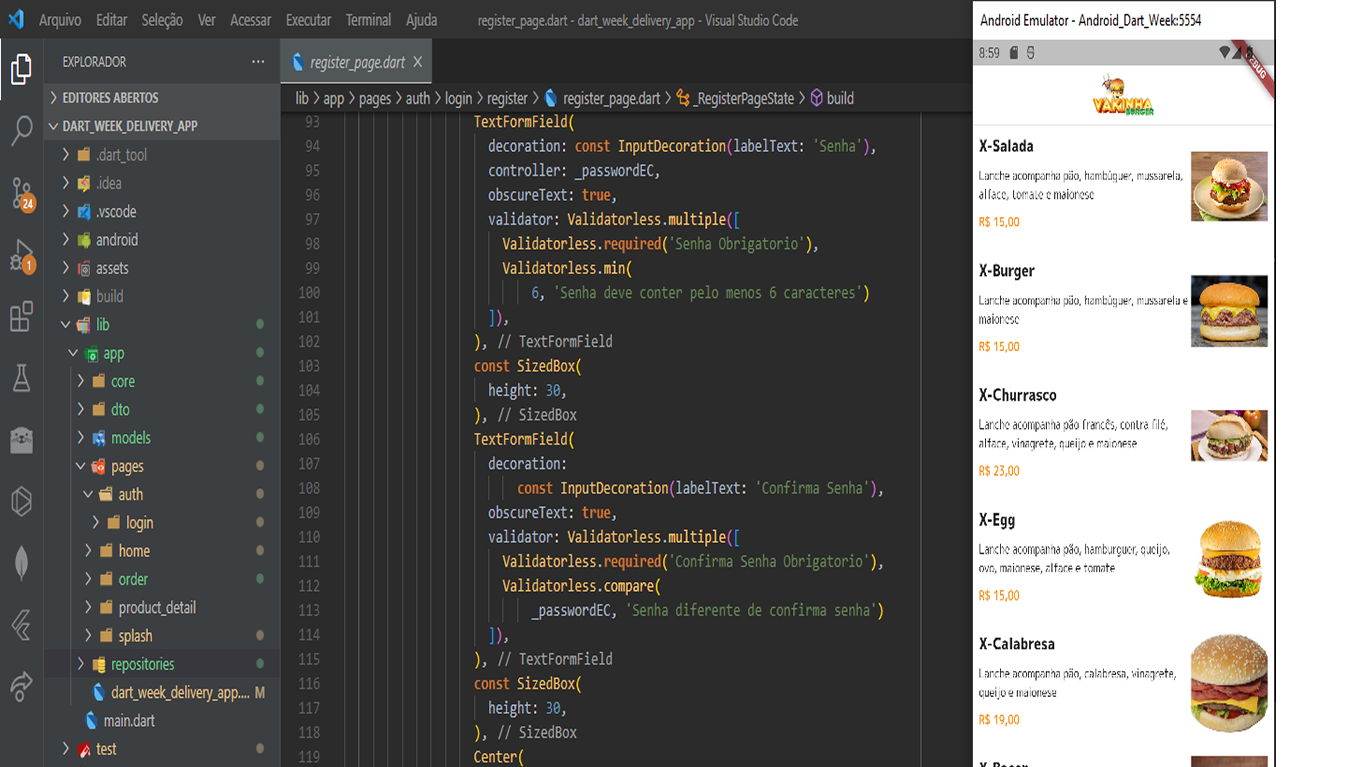 Arquivo Editar Seleção Ver Acessar Executar Terminal Ajuda register_page.dart - dart_week_delivery_app - Visual Studio Code
EXPLORADOR ...
EDITORES ABERTOS
DART_WEEK_DELIVERY_APP
.dart_tool
.idea
.vscode
android
assets
build
lib
app
core
dto
models
pages
auth
login
home
order
product_detail
splash
repositories
dart_week_delivery_app.... M
main.dart
test
24
1
register_page.dart
lib > app > pages > auth > login > register > register_page.dart > _RegisterPageState > build
93 TextFormField(
94 decoration: const InputDecoration(labelText: 'Senha'),
95 controller: _passwordEC,
96 obscureText: true,
97 validator: Validatorless.multiple([
98 Validatorless.required('Senha Obrigatorio'),
99 Validatorless.min(
100 6, 'Senha deve conter pelo menos 6 caracteres')
101 ]),
102 ), // TextFormField
103 const SizedBox(
104 height: 30,
105 ), // SizedBox
106 TextFormField(
107 decoration:
108 const InputDecoration(labelText: 'Confirma Senha'),
109 obscureText: true,
110 validator: Validatorless.multiple([
111 Validatorless.required('Confirma Senha Obrigatorio'),
112 Validatorless.compare(
113 _passwordEC, 'Senha diferente de confirma senha')
114 ]),
115 ), // TextFormField
116 const SizedBox(
117 height: 30,
118 ), // SizedBox
119 Center(
Android Emulator - Android_Dart_Week:5554
8:59
DEBUG
VAKINHA
BURGER
X-Salada
Lanche acompanha pão, hambúguer, mussarela,
alface, tomate e maionese
R$ 15,00
X-Burger
Lanche acompanha pão, hambúguer, mussarela e
maionese
R$ 15,00
X-Churrasco
Lanche acompanha pão francês, contra filé,
alface, vinagrete, queijo e maionese
R$ 23,00
X-Egg
Lanche acompanha pão, hamburguer, queijo,
ovo, maionese, alface e tomate
R$ 15,00
X-Calabresa
Lanche acompanha pão, calabresa, vinagrete,
queijo e maionese
R$ 19,00